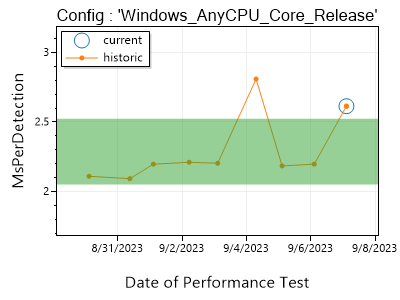 Config : 'Windows_AnyCPU_Core_Release'
current
historic
3
2.5
2
MsPerDetection
8/31/2023 9/2/2023 9/4/2023 9/6/2023 9/8/2023
Date of Performance Test